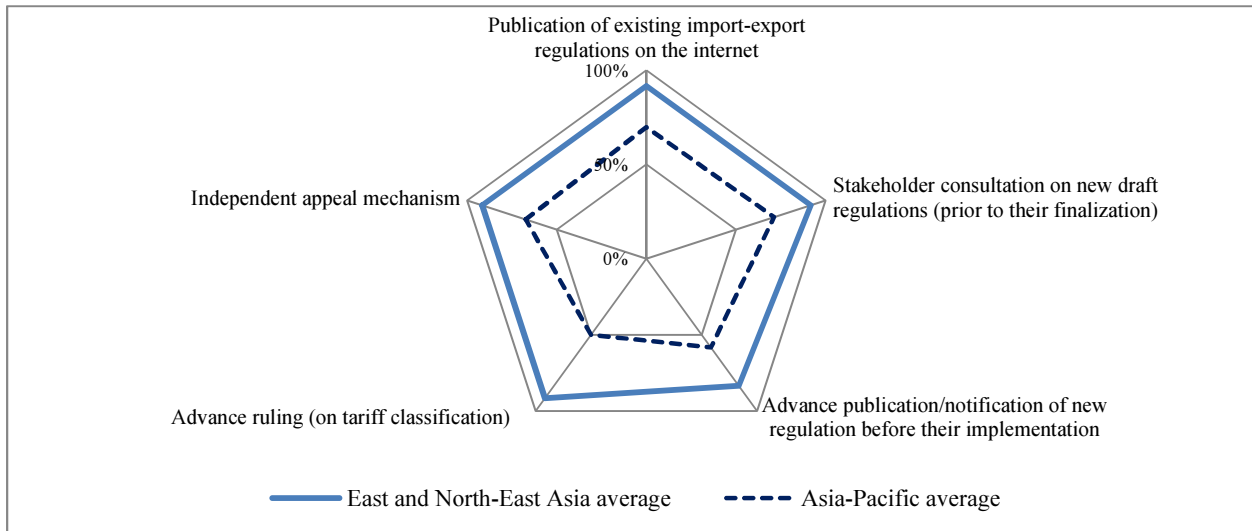 Publication of existing import-export
regulations on the internet
100%
50%
0%
Stakeholder consultation on new draft
regulations (prior to their finalization)
Independent appeal mechanism
Advance ruling (on tariff classification)
Advance publication/notification of new
regulation before their implementation
East and North-East Asia average
Asia-Pacific average